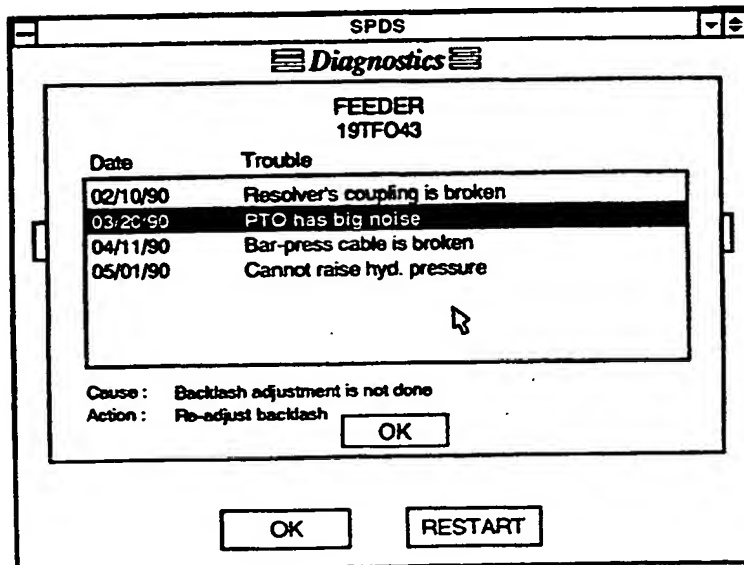 SPDS
Diagnostics
FEEDER
19TFO43
Date Trouble
02/10/90 Resolver's coupling is broken
03/20/90 PTO has big noise
04/11/90 Bar-press cable is broken
05/01/90 Cannot raise hyd. pressure
Cause : Backlash adjustment is not done
Action : Re-adjust backlash
OK
OK RESTART